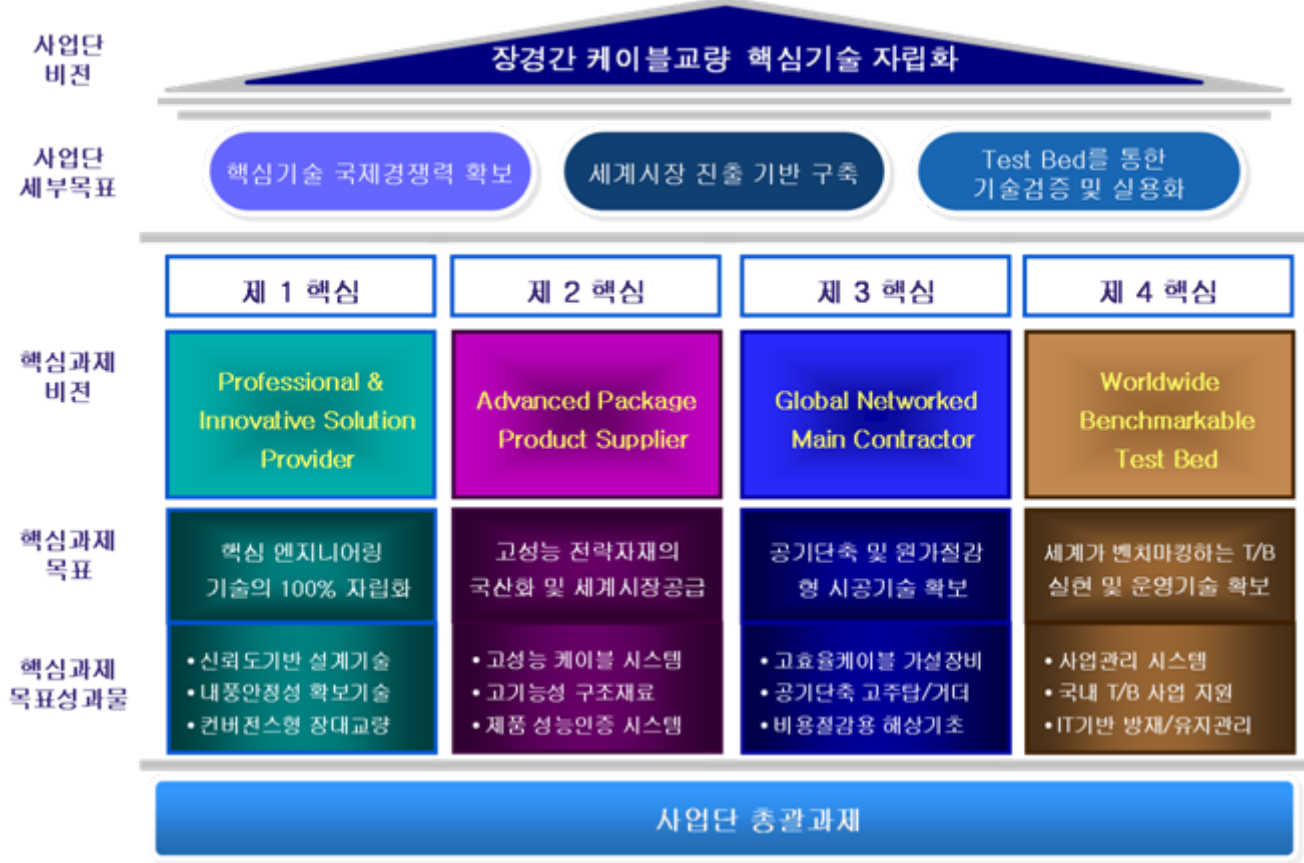 사업단
비전
장경간 케이블교량 핵심기술 자립화
사업단
세부목표
핵심기술 국제경쟁력 확보
세계시장 진출 기반 구축
Test Bed를 통한
기술검증 및 실용화
제 1 핵심
제 2 핵심
제 3 핵심
제 4 핵심
핵심과제
비전
Professional &
Innovative Solution
Provider
Advanced Package
Product Supplier
Global Networked
Main Contractor
Worldwide
Benchmarkable
Test Bed
핵심과제
목표
핵심 엔지니어링
기술의 100% 자립화
고성능 전략자재의
국산화 및 세계시장공급
공기단축 및 원가절감
형 시공기술 확보
세계가 벤치마킹하는 T/B
실현 및 운영기술 확보
핵심과제
목표성과물
• 신뢰도기반 설계기술
• 내풍안정성 확보기술
• 컨버전스형 장대교량
• 고성능 케이블 시스템
• 고기능성 구조재료
• 제품 성능인증 시스템
• 고효율케이블 가설장비
• 공기단축 고주탑/거더
• 비용절감용 해상기초
• 사업관리 시스템
• 국내 T/B 사업 지원
• IT기반 방재/유지관리
사업단 총괄과제